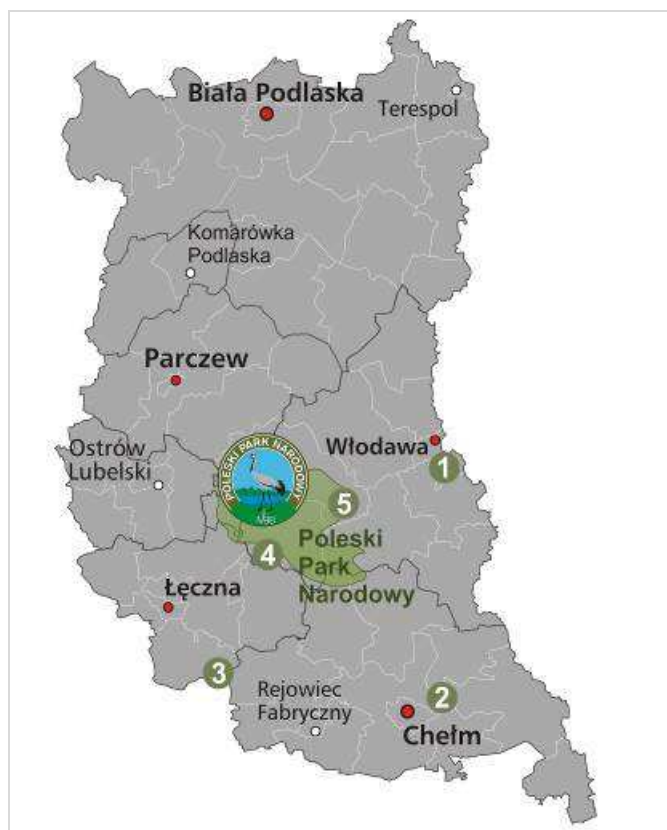 Biała Podlaska
Terespol
Komarówka
Podlaska
Parczew
Ostrów
Lubelski
POLESKI PARK NARODOWY
Włodawa
1
5
4
Poleski
Park
Narodowy
Łęczna
3
Rejowiec
Fabryczny
2
Chełm